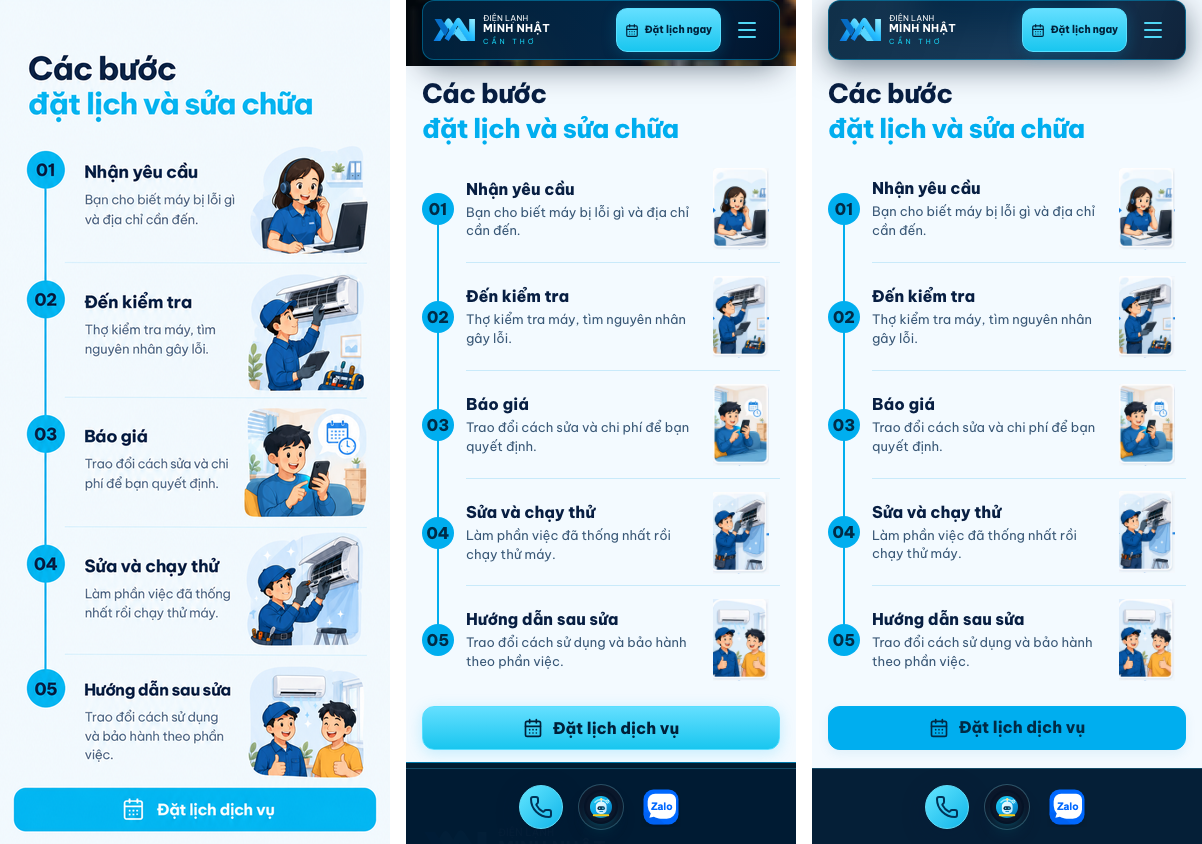 Các bước
đặt lịch và sửa chữa
01
Nhận yêu cầu
Bạn cho biết máy bị lỗi gì
và địa chỉ cần đến.
02
Đến kiểm tra
Thợ kiểm tra máy, tìm
nguyên nhân gây lỗi.
03
Báo giá
Trao đổi cách sửa và chi
phí để bạn quyết định.
04
Sửa và chạy thử
Làm phần việc đã thống
nhất rồi chạy thử máy.
05
Hướng dẫn sau sửa
Trao đổi cách sử dụng
và bảo hành theo phần
việc.
Đặt lịch dịch vụ
ĐIỆN LẠNH
MINH NHẬT
CẦN THƠ
Đặt lịch ngay
Các bước
đặt lịch và sửa chữa
01
Nhận yêu cầu
Bạn cho biết máy bị lỗi gì và địa chỉ
cần đến.
02
Đến kiểm tra
Thợ kiểm tra máy, tìm nguyên nhân
gây lỗi.
03
Báo giá
Trao đổi cách sửa và chi phí để bạn
quyết định.
04
Sửa và chạy thử
Làm phần việc đã thống nhất rồi
chạy thử máy.
05
Hướng dẫn sau sửa
Trao đổi cách sử dụng và bảo hành
theo phần việc.
Đặt lịch dịch vụ
Zalo
ĐIỆN LẠNH
MINH NHẬT
CẦN THƠ
Đặt lịch ngay
Các bước
đặt lịch và sửa chữa
01
Nhận yêu cầu
Bạn cho biết máy bị lỗi gì và địa chỉ
cần đến.
02
Đến kiểm tra
Thợ kiểm tra máy, tìm nguyên nhân
gây lỗi.
03
Báo giá
Trao đổi cách sửa và chi phí để bạn
quyết định.
04
Sửa và chạy thử
Làm phần việc đã thống nhất rồi
chạy thử máy.
05
Hướng dẫn sau sửa
Trao đổi cách sử dụng và bảo hành
theo phần việc.
Đặt lịch dịch vụ
Zalo